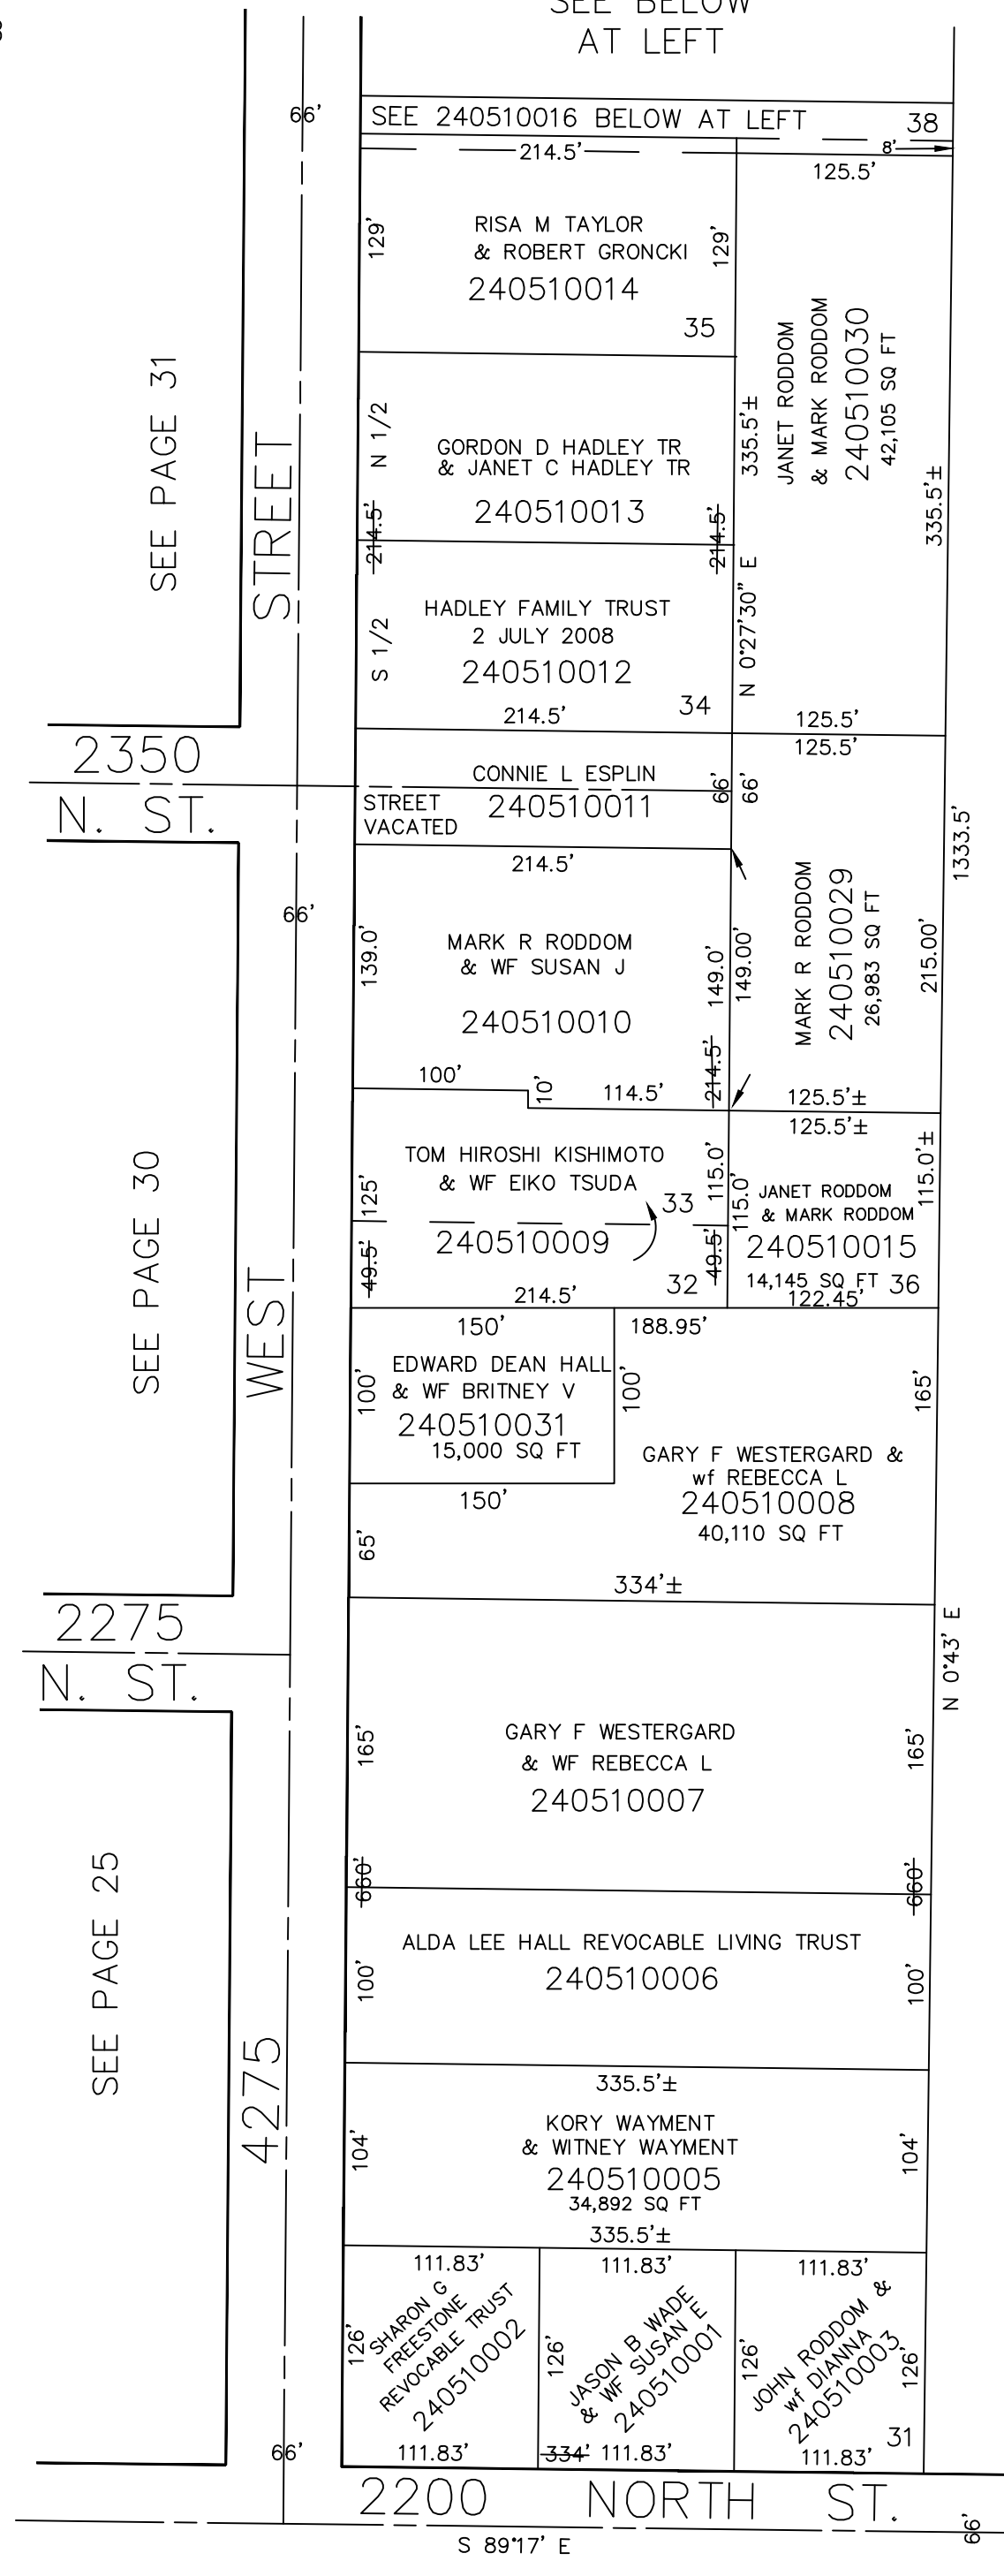 SEE BELOW
AT LEFT
66'
SEE 240510016 BELOW AT LEFT
38
8'
214.5'
125.5'
129'
RISA M TAYLOR
& ROBERT GRONCKI
240510014
129'
35
JANET RODDOM
& MARK RODDOM
240510030
42,105 SQ FT
335.5'±
335.5'±
SEE PAGE 31
STREET
N 1/2
GORDON D HADLEY TR
& JANET C HADLEY TR
240510013
214.5'
214.5'
N 0°27'30" E
S 1/2
HADLEY FAMILY TRUST
2 JULY 2008
240510012
34
214.5'
125.5'
125.5'
2350
N. ST.
CONNIE L ESPLIN
240510011
STREET
VACATED
66'
66'
214.5'
1333.5'
66'
139.0'
MARK R RODDOM
& WF SUSAN J
240510010
149.0'
149.00'
214.5'
MARK R RODDOM
240510029
26,983 SQ FT
215.00'
100'
10'
114.5'
125.5'±
125.5'±
SEE PAGE 30
WEST
TOM HIROSHI KISHIMOTO
& WF EIKO TSUDA
125'
33
115.0'
115.0'
115.0'±
240510009
49.5'
49.5'
32
214.5'
JANET RODDOM
& MARK RODDOM
240510015
14,145 SQ FT
36
122.45'
150'
188.95'
EDWARD DEAN HALL
& WF BRITNEY V
240510031
15,000 SQ FT
100'
100'
165'
150'
65'
GARY F WESTERGARD &
wf REBECCA L
240510008
40,110 SQ FT
334'±
2275
N. ST.
N 0°43' E
GARY F WESTERGARD
& WF REBECCA L
240510007
165'
165'
660'
660'
SEE PAGE 25
4275
ALDA LEE HALL REVOCABLE LIVING TRUST
240510006
100'
100'
335.5'±
KORY WAYMENT
& WITNEY WAYMENT
240510005
34,892 SQ FT
104'
104'
335.5'±
111.83'
111.83'
111.83'
SHARON G
FREESTONE
REVOCABLE TRUST
240510002
126'
JASON B WADE
& WF SUSAN E
240510001
126'
JOHN RODDOM &
wf DIANNA
240510003
126'
126'
31
66'
111.83'
334'
111.83'
111.83'
2200 NORTH ST.
S 89°17' E
66'